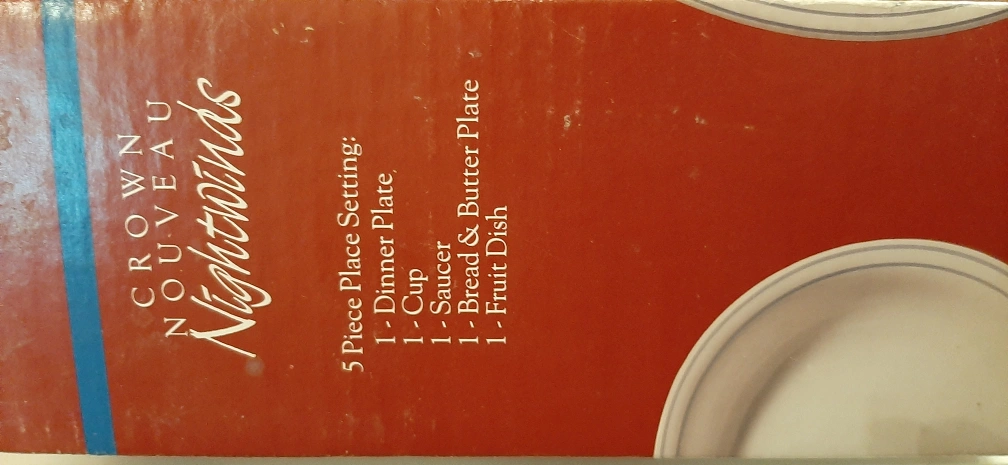 CROWN
NOUVEAU
Nightwinds
5 Piece Place Setting:
1 - Dinner Plate
1 - Cup
1 - Saucer
1 - Bread & Butter Plate
1 - Fruit Dish